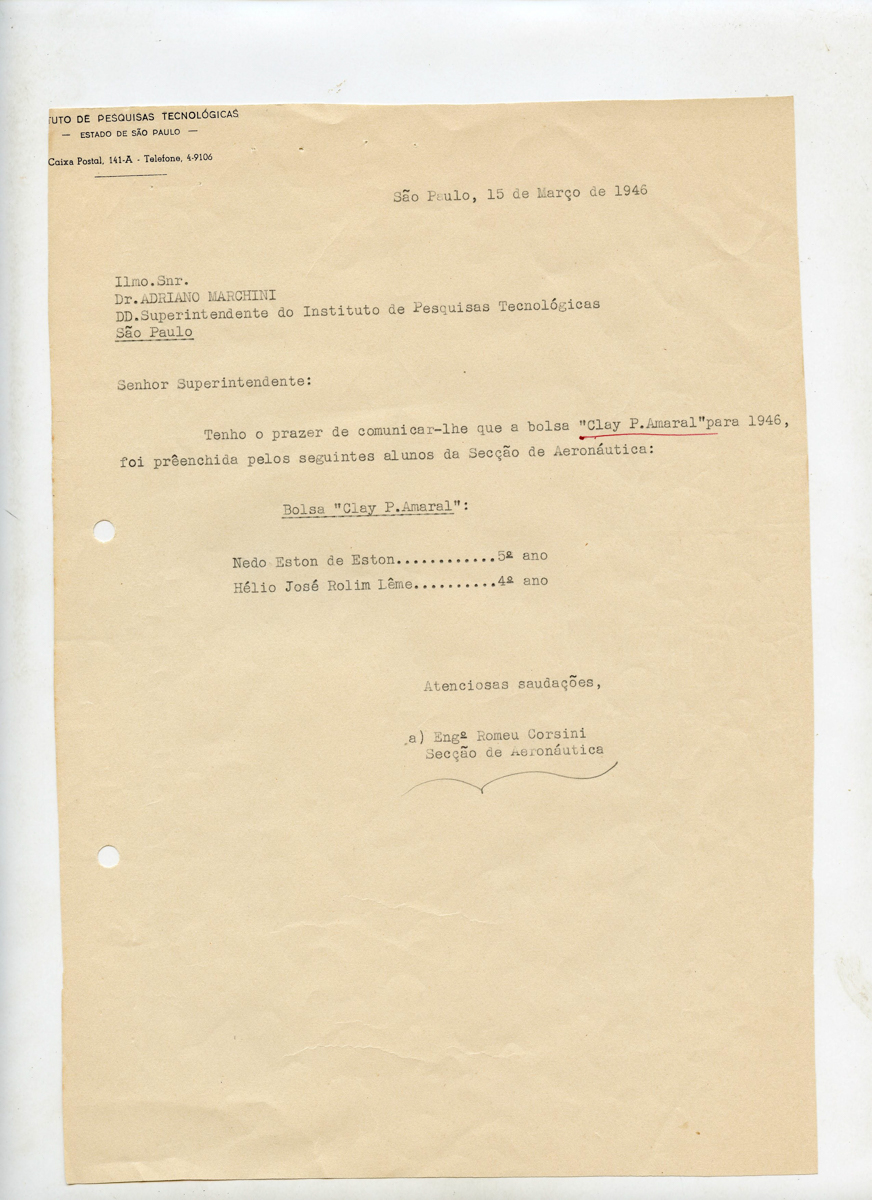 TUTO DE PESQUISAS TECNOLÓGICAS
— ESTADO DE SÃO PAULO —
Caixa Postal, 141-A - Telefone, 4-9106
São Paulo, 15 de Março de 1946
Ilmo.Snr.
Dr.ADRIANO MARCHINI
DD.Superintendente do Instituto de Pesquisas Tecnológicas
São Paulo
Senhor Superintendente:
Tenho o prazer de comunicar-lhe que a bolsa "Clay P.Amaral"para 1946,
foi prêenchida pelos seguintes alunos da Secção de Aeronáutica:
Bolsa "Clay P.Amaral":
Nedo Eston de Eston............5º ano
Hélio José Rolim Lême..........4º ano
Atenciosas saudações,
a) Engº Romeu Corsini
Secção de Aeronáutica